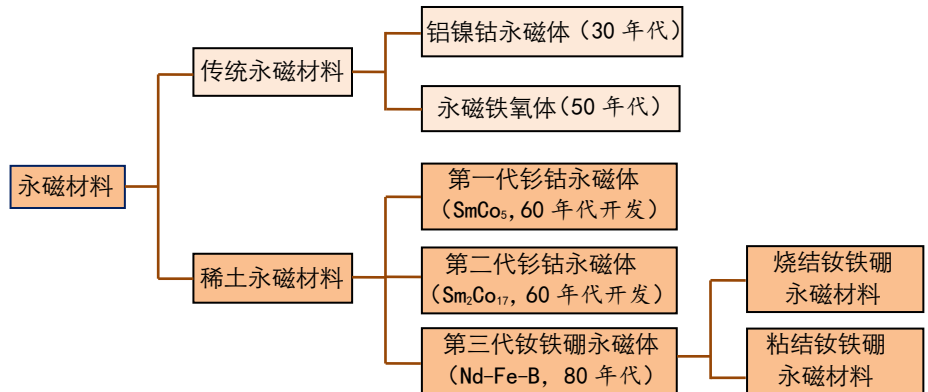 铝镍钴永磁体（30 年代）
传统永磁材料
永磁铁氧体（50 年代）
永磁材料
第一代钐钴永磁体
（SmCo₅, 60 年代开发）
稀土永磁材料
第二代钐钴永磁体
（Sm₂Co₁₇, 60 年代开发）
第三代钕铁硼永磁体
（Nd-Fe-B, 80 年代）
烧结钕铁硼
永磁材料
粘结钕铁硼
永磁材料